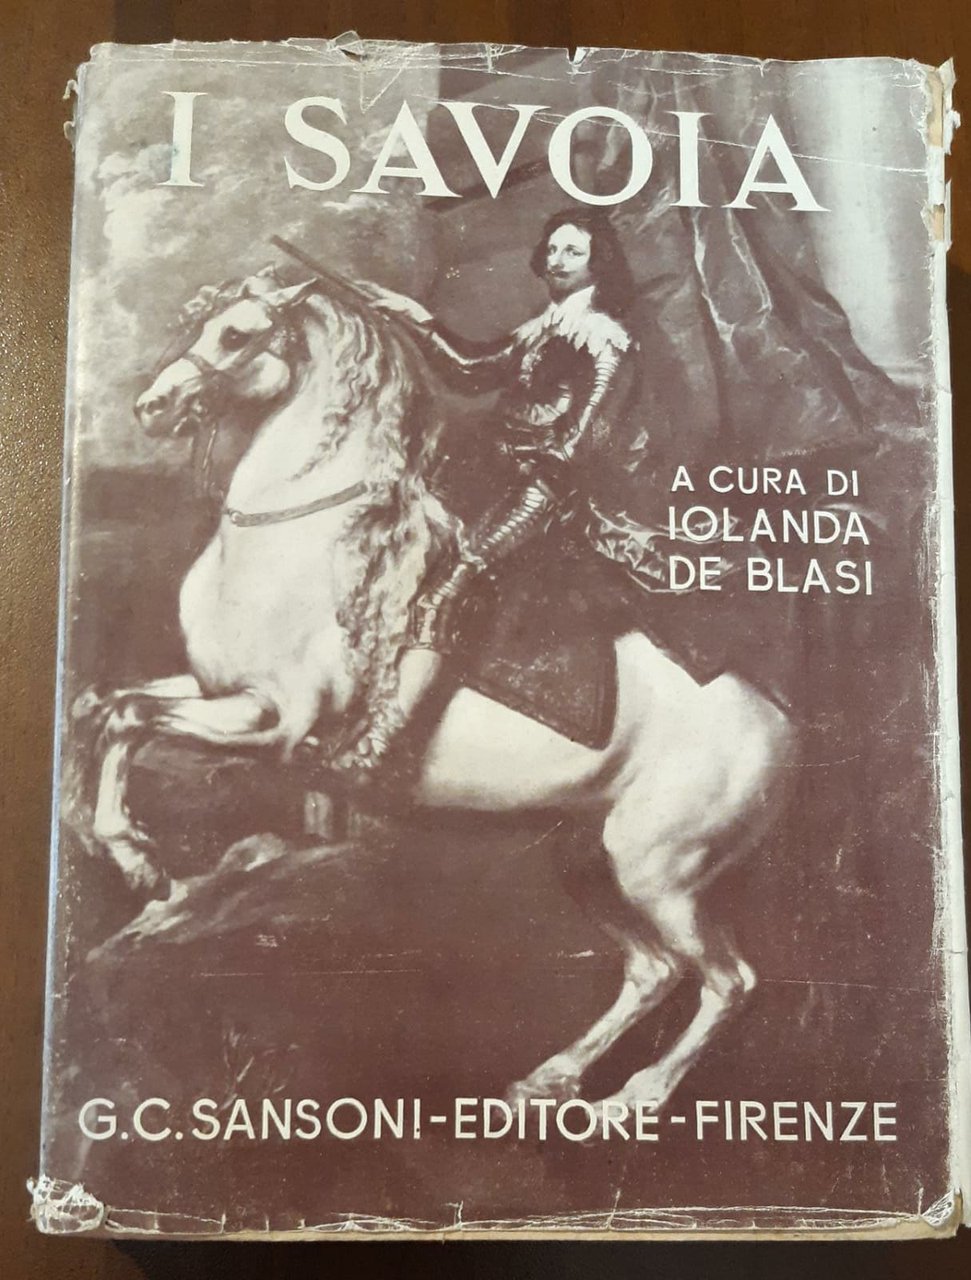 I SAVOIA
A CURA DI
IOLANDA
DE BLASI
G.C.SANSONI-EDITORE-FIRENZE